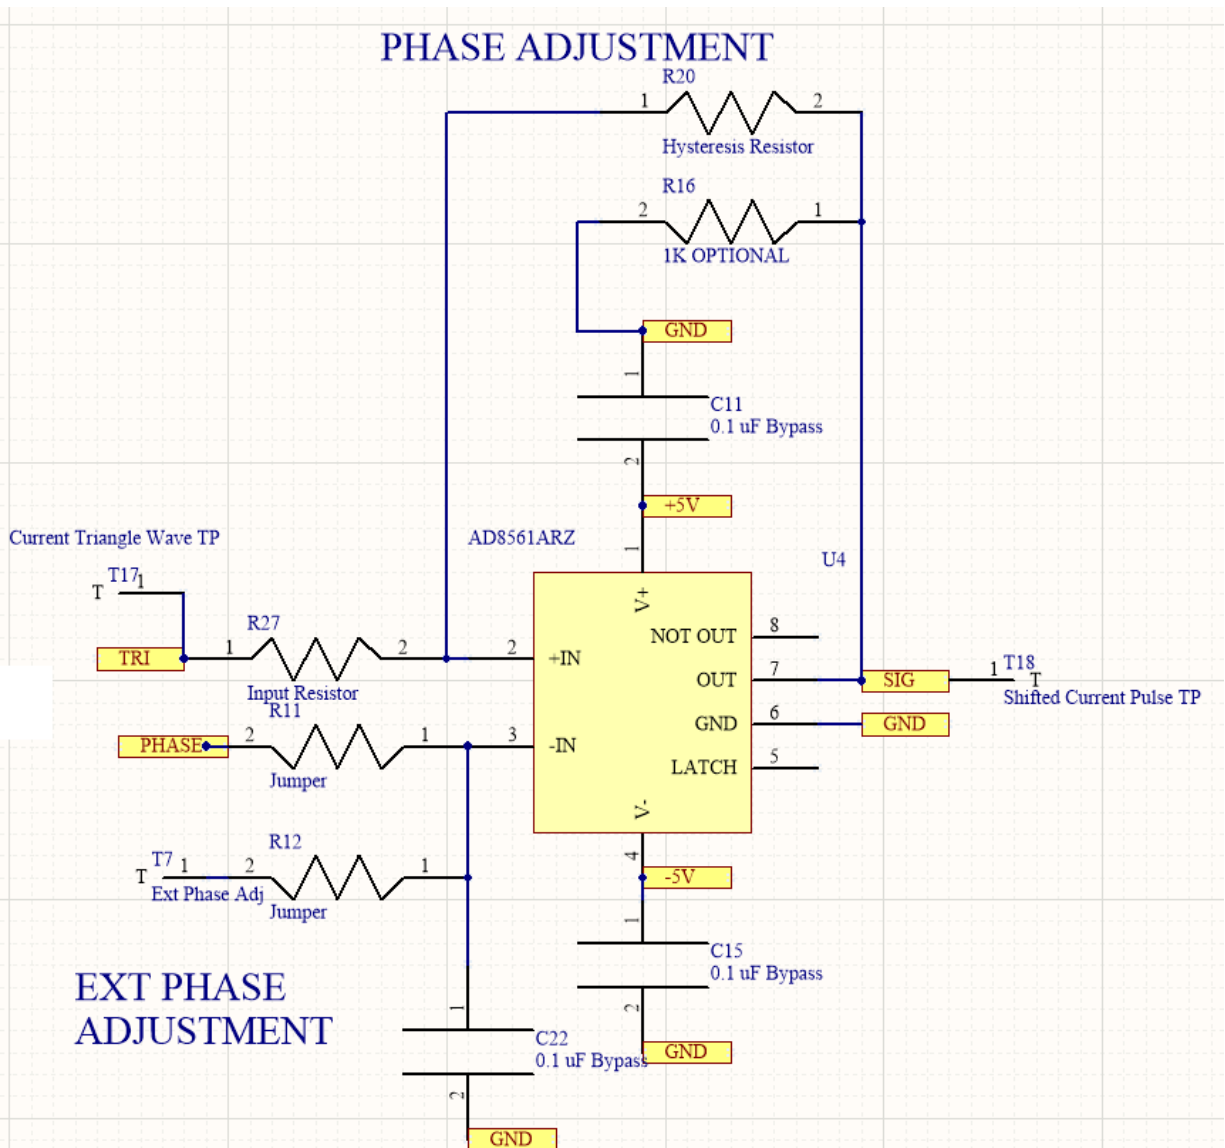 PHASE ADJUSTMENT
R20
1 2
Hysteresis Resistor
R16
2 1
1K OPTIONAL
GND
1
C11
0.1 uF Bypass
2
+5V
Current Triangle Wave TP
AD8561ARZ
1
U4
T T17 1
V+
R27
NOT OUT 8
TRI 1 2 2 +IN
OUT 7 SIG 1 T18 T
Input Resistor
Shifted Current Pulse TP
R11
GND 6 GND
PHASE 2 1 3 -IN
LATCH 5
Jumper
V-
R12
4
T T7 1 2 1
-5V
Ext Phase Adj
Jumper
1
C15
0.1 uF Bypass
EXT PHASE
ADJUSTMENT
1
2
C22
0.1 uF Bypass
GND
2
GND